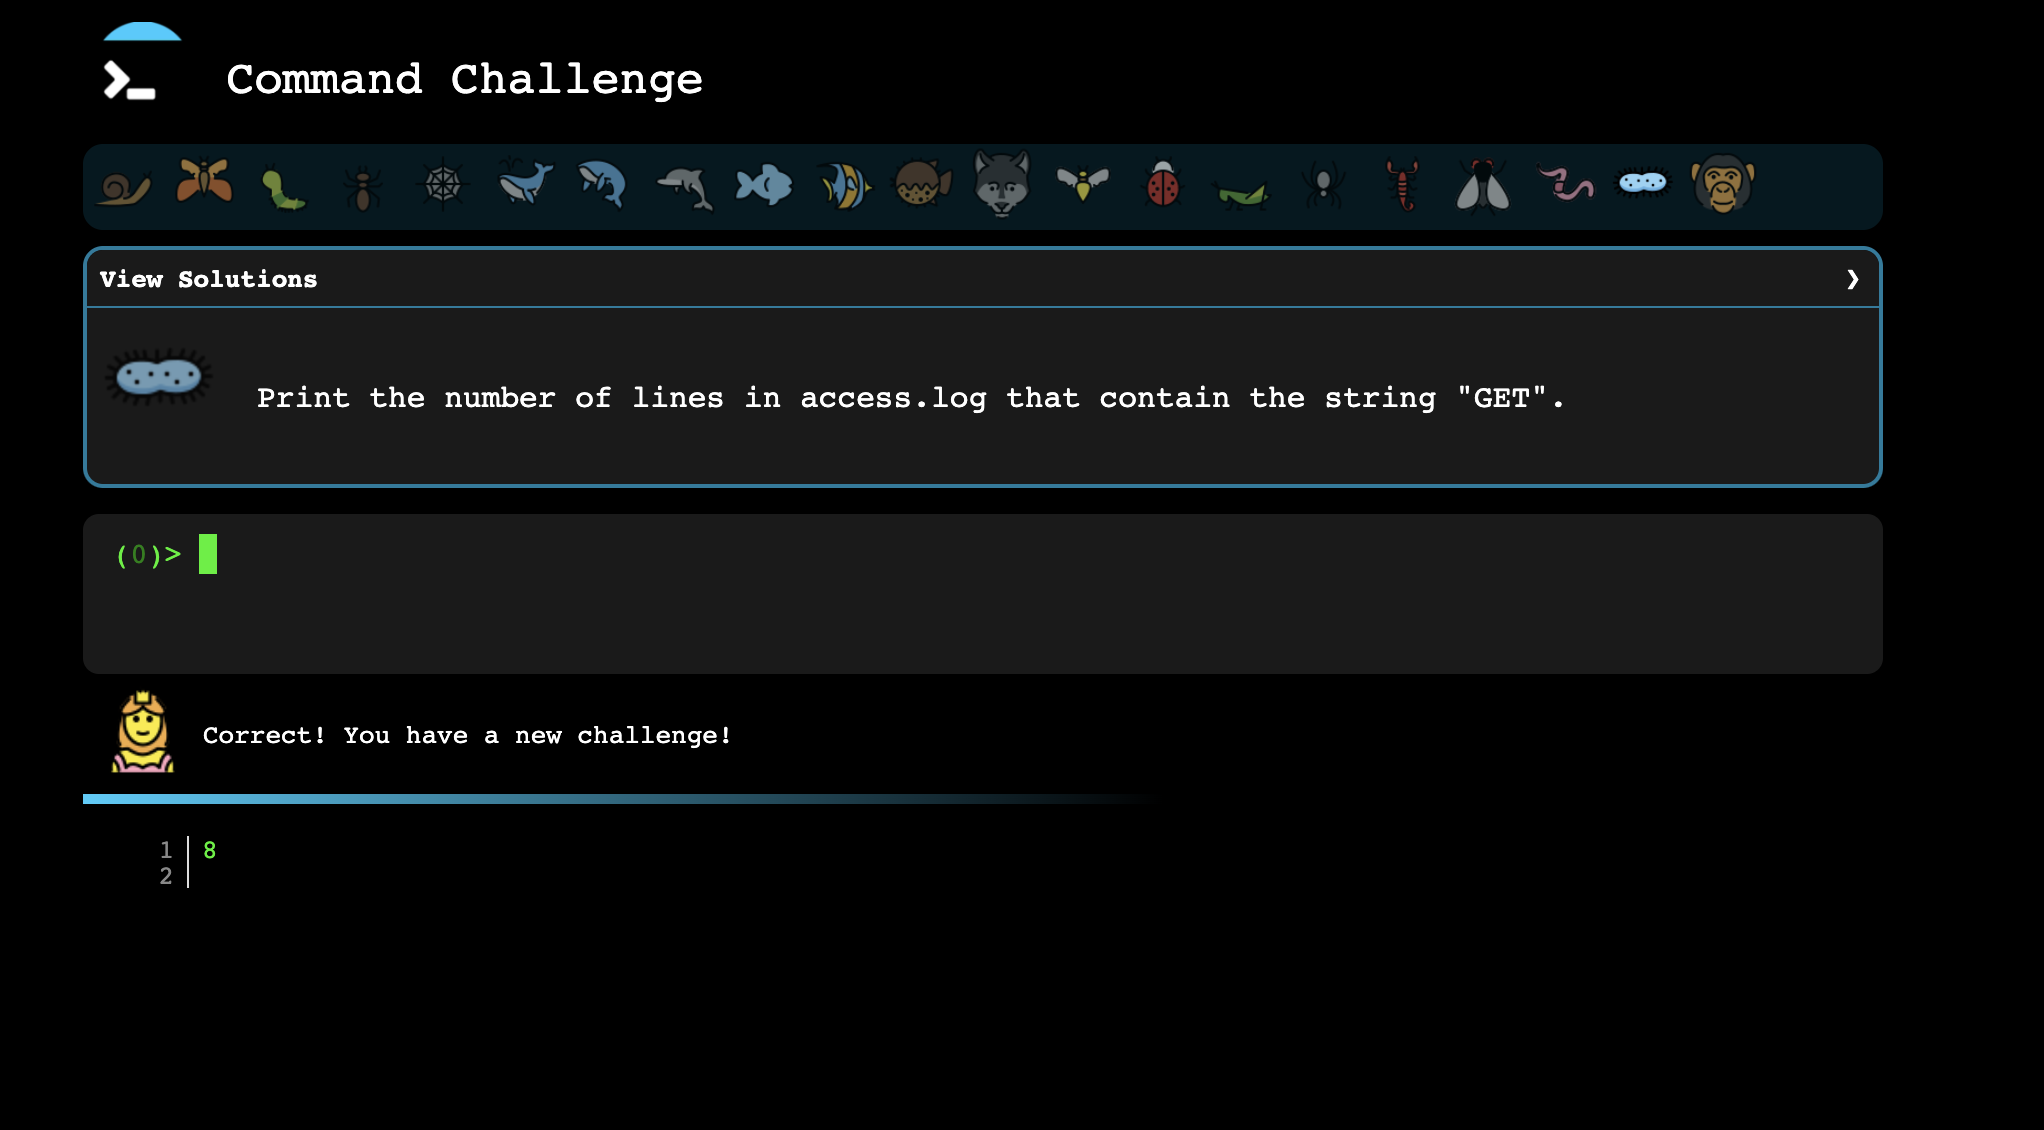 Command Challenge
View Solutions ❯
Print the number of lines in access.log that contain the string "GET".
(0)>
Correct! You have a new challenge!
1 8
2